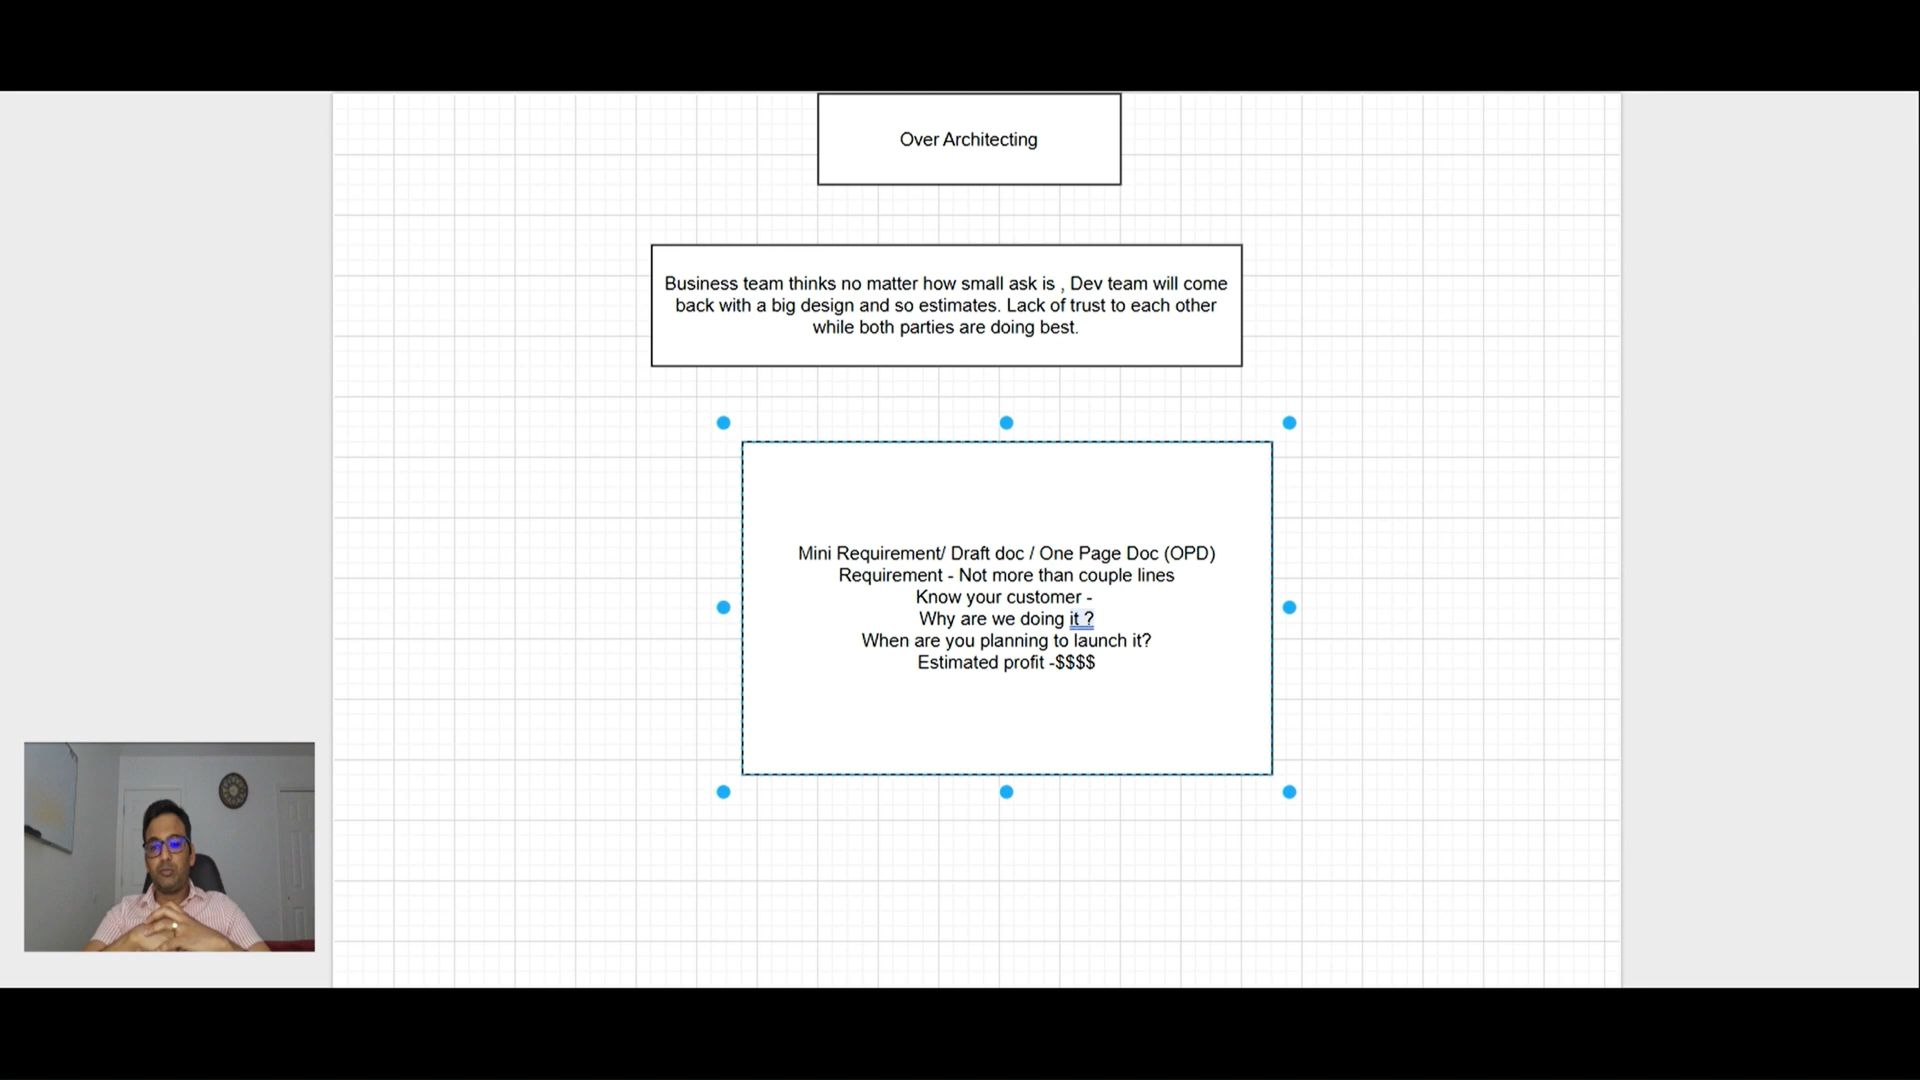 Over Architecting
Business team thinks no matter how small ask is , Dev team will come
back with a big design and so estimates. Lack of trust to each other
while both parties are doing best.
Mini Requirement/ Draft doc / One Page Doc (OPD)
Requirement - Not more than couple lines
Know your customer -
Why are we doing it ?
When are you planning to launch it?
Estimated profit -$$$$